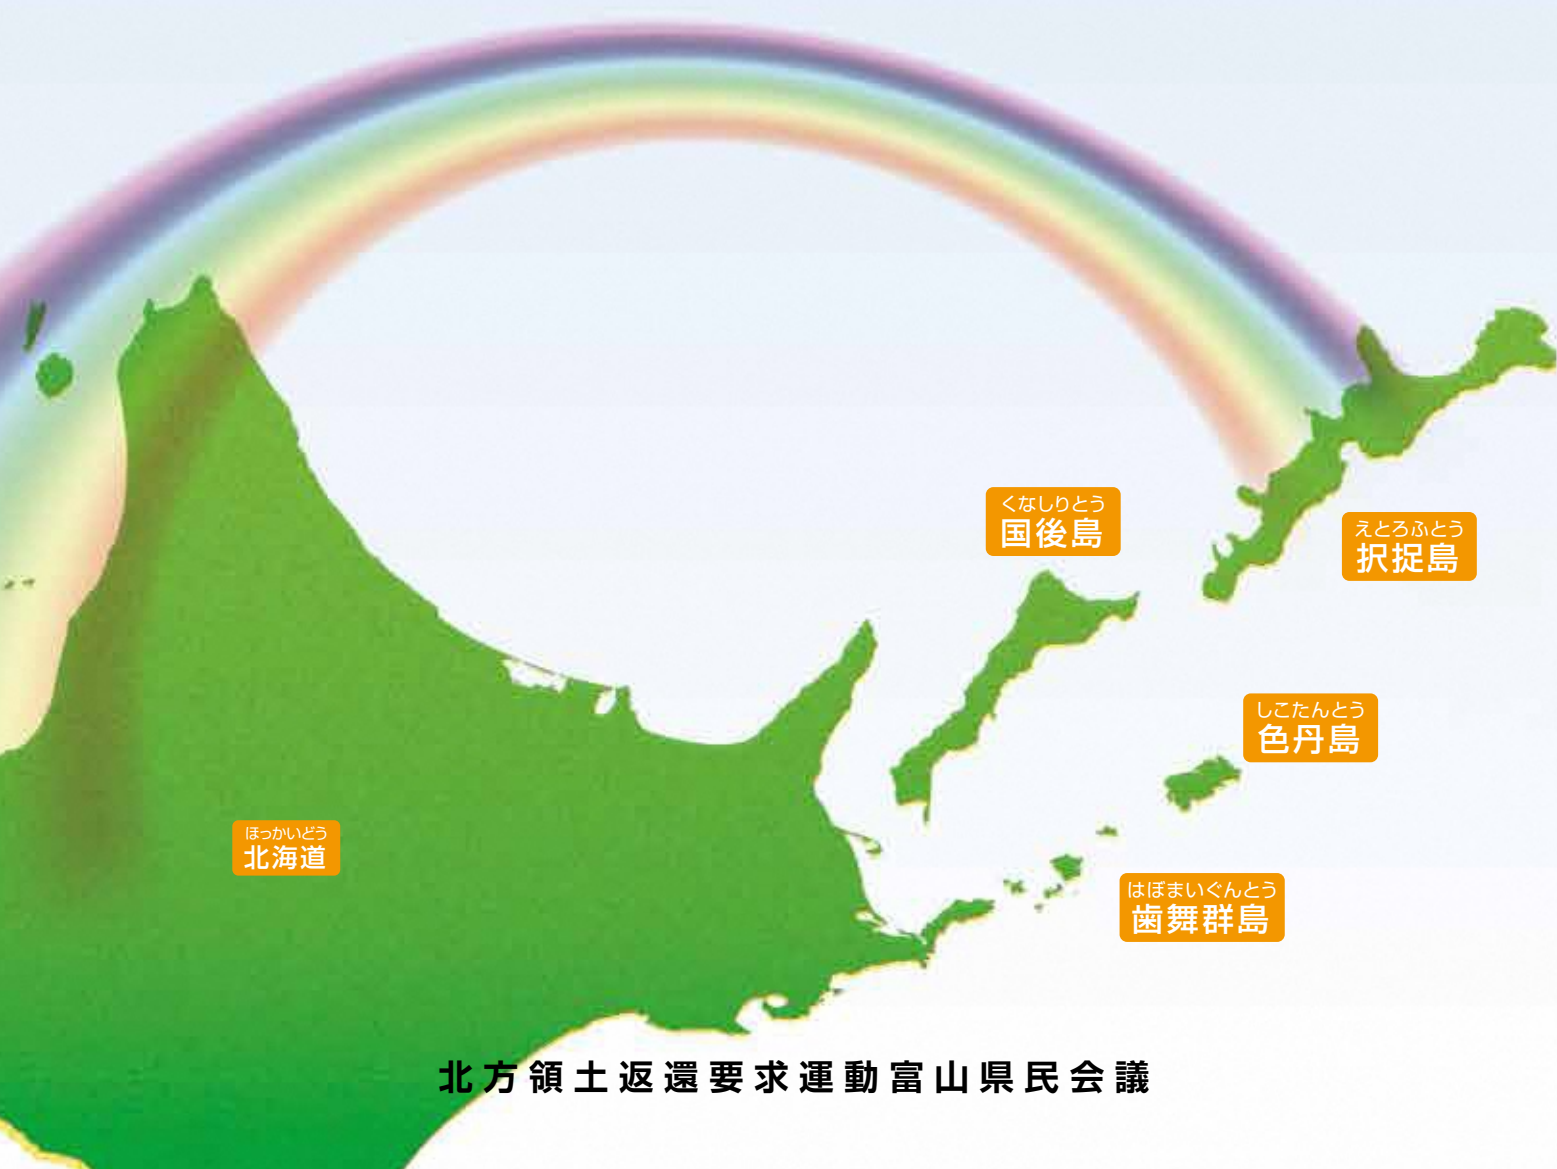 くなしりとう
国後島
えとろふとう
択捉島
しこたんとう
色丹島
ほっかいどう
北海道
はぼまいぐんとう
歯舞群島
北方領土返還要求運動富山県民会議